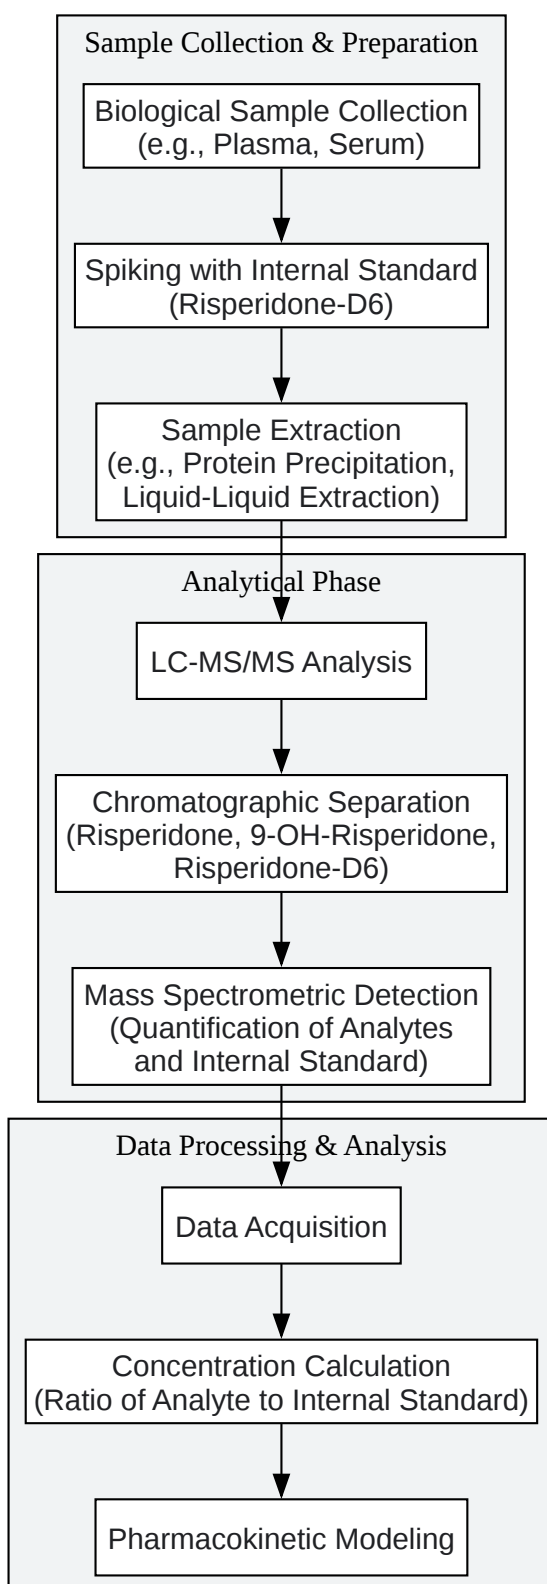 Sample Collection & Preparation
Biological Sample Collection
(e.g., Plasma, Serum)
Spiking with Internal Standard
(Risperidone-D6)
Sample Extraction
(e.g., Protein Precipitation,
Liquid-Liquid Extraction)
Analytical Phase
LC-MS/MS Analysis
Chromatographic Separation
(Risperidone, 9-OH-Risperidone,
Risperidone-D6)
Mass Spectrometric Detection
(Quantification of Analytes
and Internal Standard)
Data Processing & Analysis
Data Acquisition
Concentration Calculation
(Ratio of Analyte to Internal Standard)
Pharmacokinetic Modeling